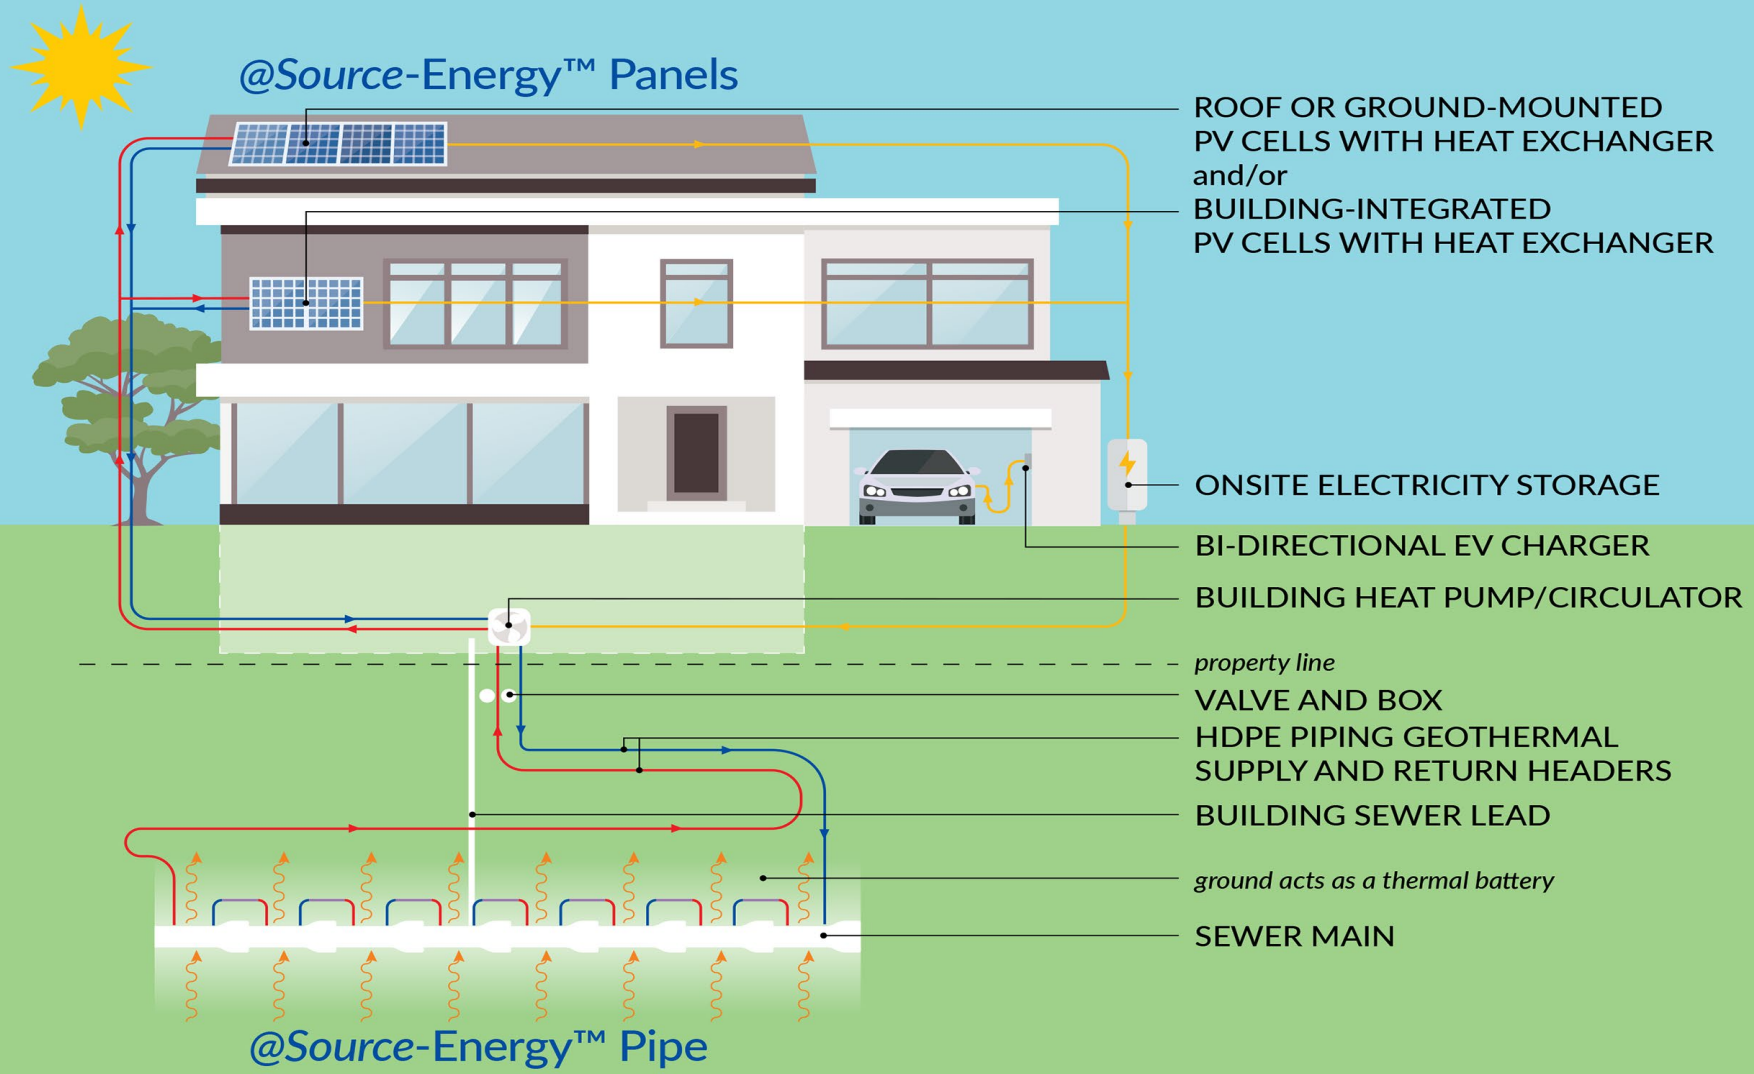 @Source-Energy™ Panels
ROOF OR GROUND-MOUNTED
PV CELLS WITH HEAT EXCHANGER
and/or
BUILDING-INTEGRATED
PV CELLS WITH HEAT EXCHANGER
ONSITE ELECTRICITY STORAGE
BI-DIRECTIONAL EV CHARGER
BUILDING HEAT PUMP/CIRCULATOR
property line
VALVE AND BOX
HDPE PIPING GEOTHERMAL
SUPPLY AND RETURN HEADERS
BUILDING SEWER LEAD
ground acts as a thermal battery
SEWER MAIN
@Source-Energy™ Pipe